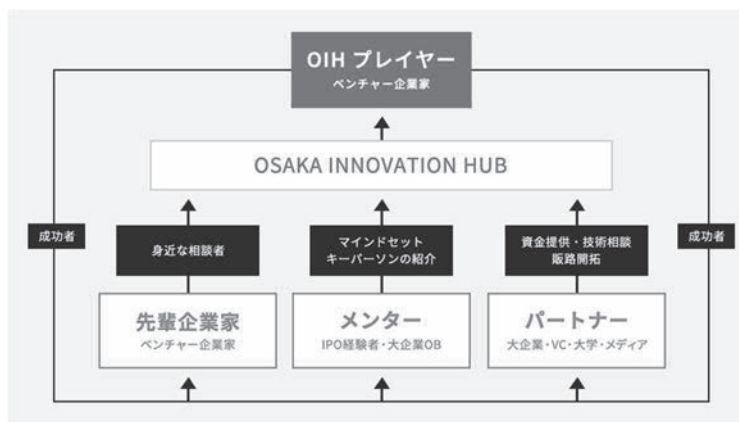 OIH プレイヤー
ベンチャー企業家
OSAKA INNOVATION HUB
成功者
身近な相談者
マインドセット
キーパーソンの紹介
資金提供・技術相談
販路開拓
成功者
先輩企業家
ベンチャー企業家
メンター
IPO経験者・大企業OB
パートナー
大企業・VC・大学・メディア